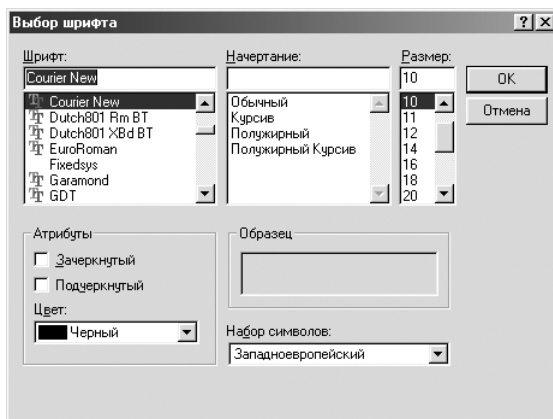 Выбор шрифта
Шрифт:
Courier New
Courier New
Dutch801 Rm BT
Dutch801 XBd BT
EuroRoman
Fixedsys
Garamond
GDT
Начертание:
Обычный
Курсив
Полужирный
Полужирный Курсив
Размер:
10
10
11
12
14
16
18
20
OK
Отмена
Атрибуты
Зачеркнутый
Подчеркнутый
Цвет:
Черный
Образец
Набор символов:
Западноевропейский